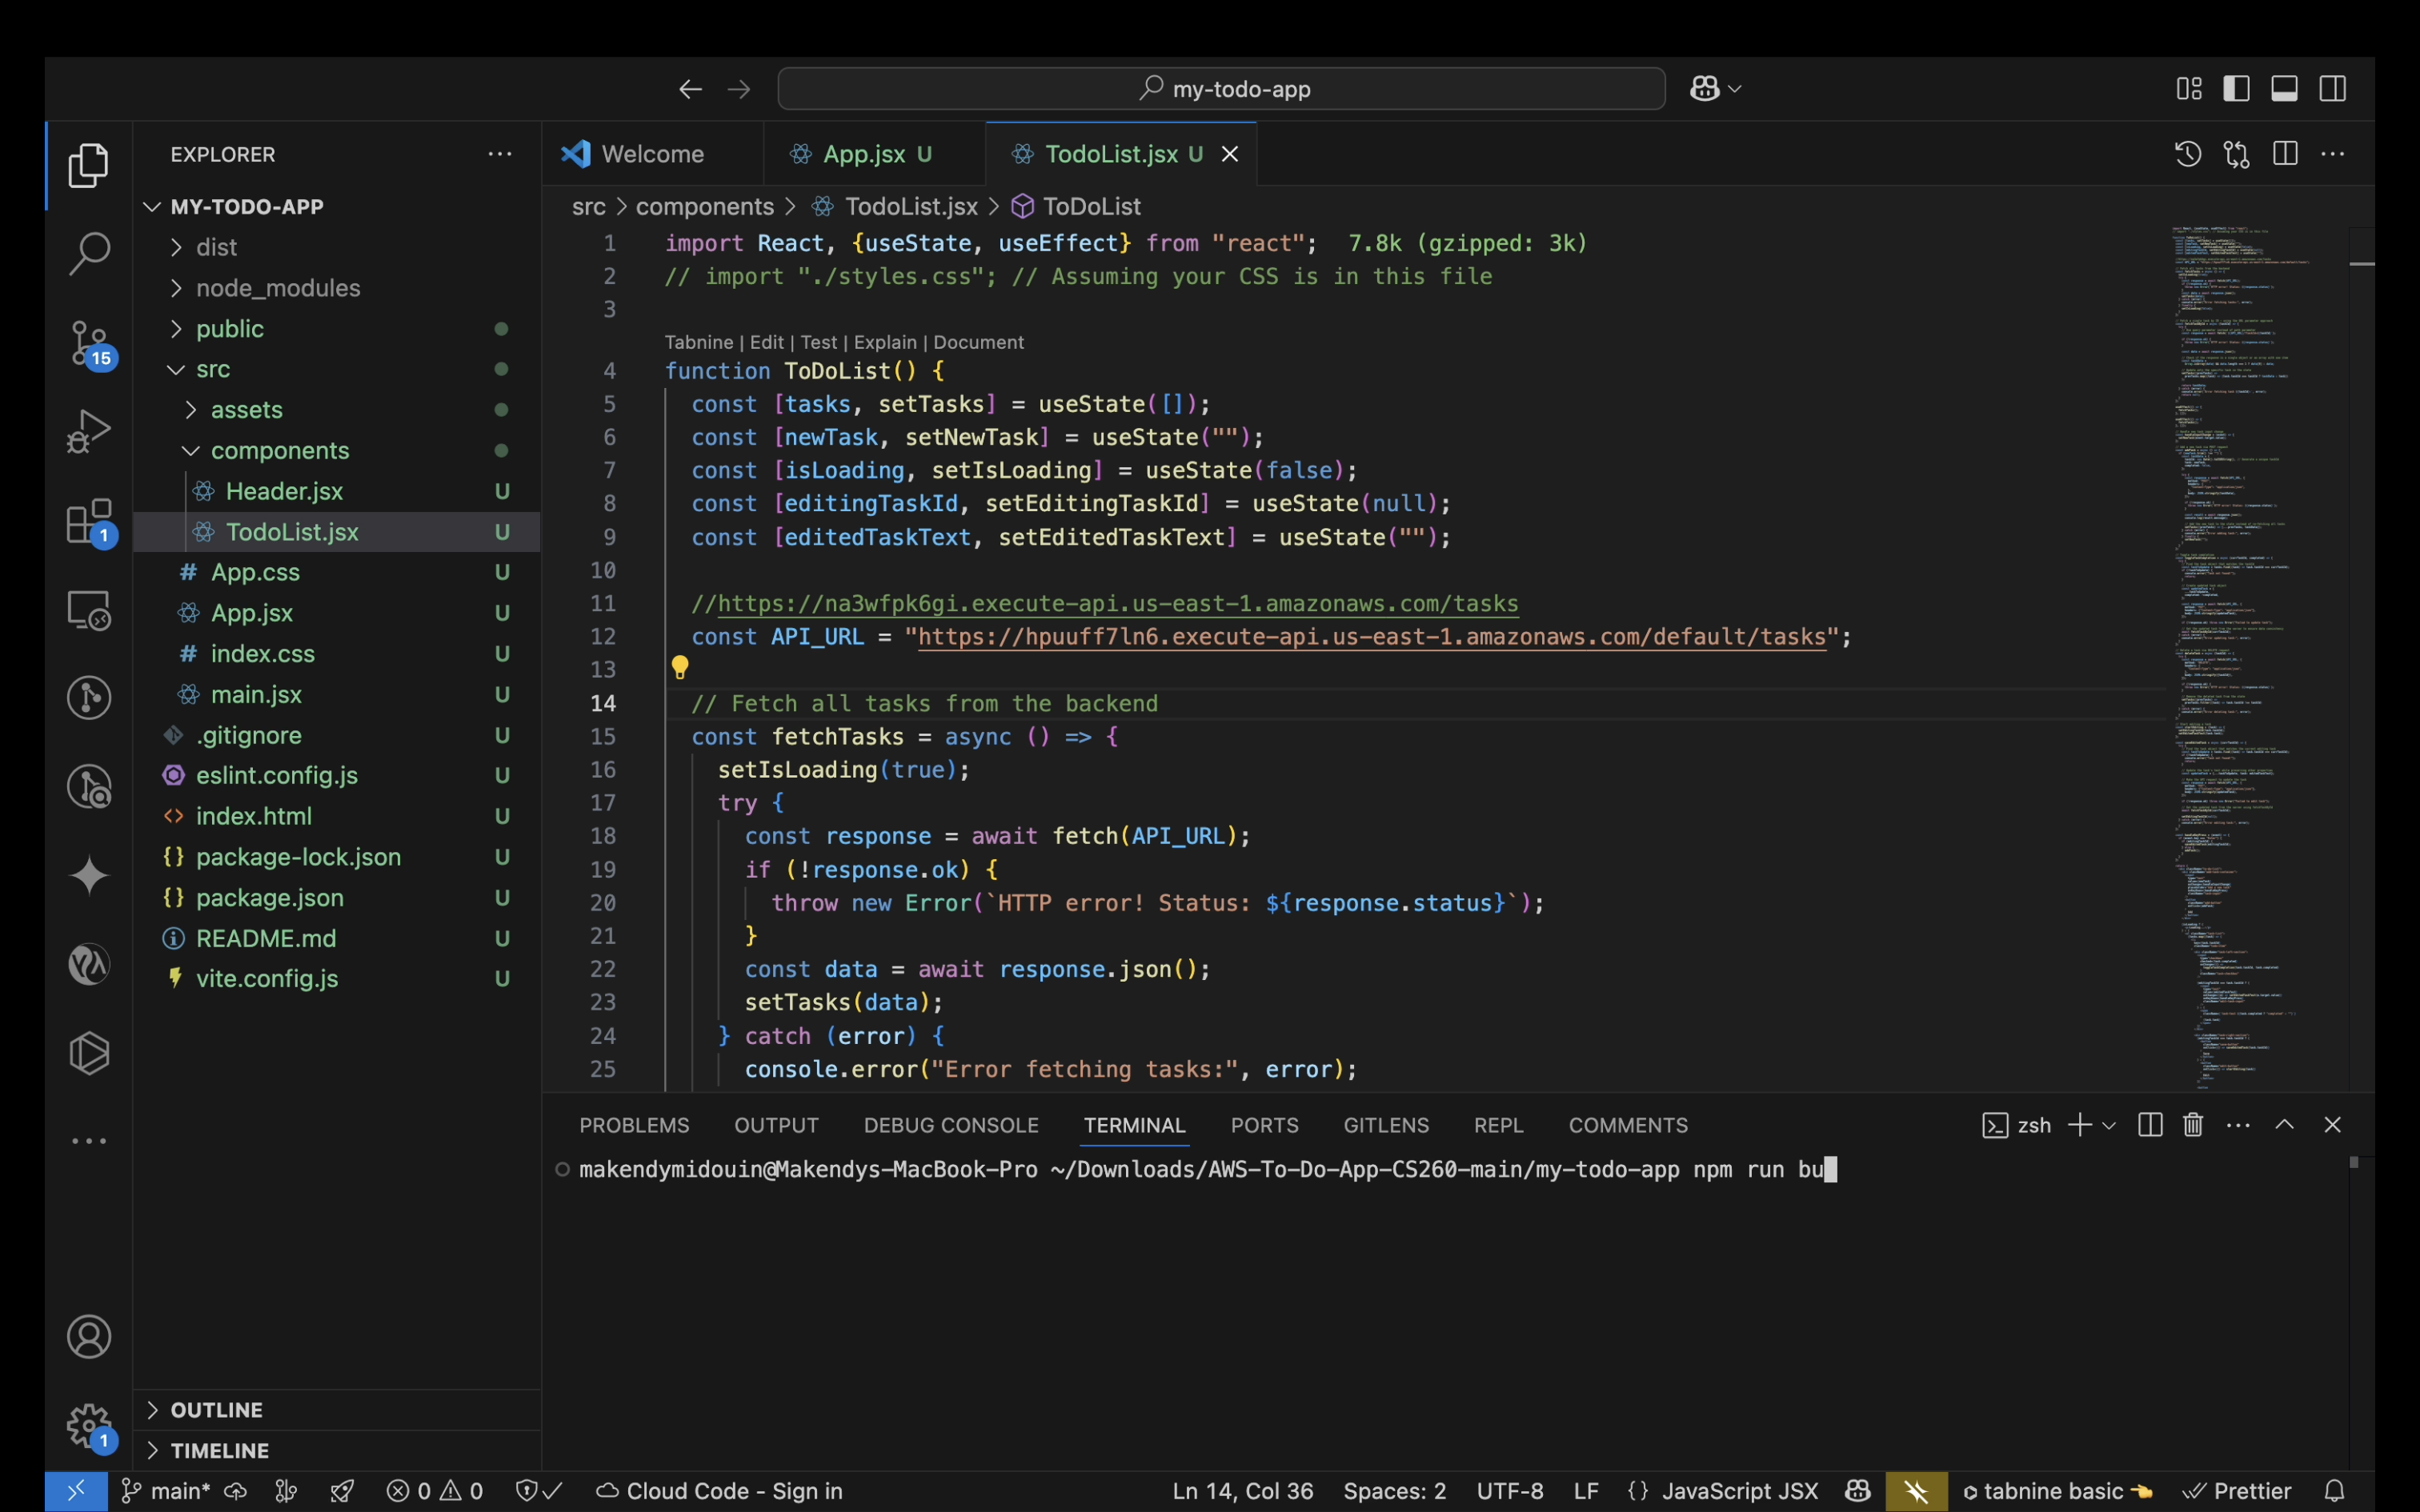 my-todo-app
EXPLORER
MY-TODO-APP
dist
node_modules
public
src
assets
components
Header.jsx U
TodoList.jsx U
# App.css U
App.jsx U
# index.css U
main.jsx U
.gitignore U
eslint.config.js U
<> index.html U
{} package-lock.json U
{} package.json U
README.md U
vite.config.js U
OUTLINE
TIMELINE
15
1
1
Welcome
App.jsx U
TodoList.jsx U
src > components > TodoList.jsx > ToDoList
1 import React, {useState, useEffect} from "react"; 7.8k (gzipped: 3k)
2 // import "./styles.css"; // Assuming your CSS is in this file
3
Tabnine | Edit | Test | Explain | Document
4 function ToDoList() {
5 const [tasks, setTasks] = useState([]);
6 const [newTask, setNewTask] = useState("");
7 const [isLoading, setIsLoading] = useState(false);
8 const [editingTaskId, setEditingTaskId] = useState(null);
9 const [editedTaskText, setEditedTaskText] = useState("");
10
11 //https://na3wfpk6gi.execute-api.us-east-1.amazonaws.com/tasks
12 const API_URL = "https://hpuuff7ln6.execute-api.us-east-1.amazonaws.com/default/tasks";
13
14 // Fetch all tasks from the backend
15 const fetchTasks = async () => {
16 setIsLoading(true);
17 try {
18 const response = await fetch(API_URL);
19 if (!response.ok) {
20 throw new Error(`HTTP error! Status: ${response.status}`);
21 }
22 const data = await response.json();
23 setTasks(data);
24 } catch (error) {
25 console.error("Error fetching tasks:", error);
PROBLEMS OUTPUT DEBUG CONSOLE TERMINAL PORTS GITLENS REPL COMMENTS
zsh
makendymidouin@Makendys-MacBook-Pro ~/Downloads/AWS-To-Do-App-CS260-main/my-todo-app npm run bu
main* 0 0 Cloud Code - Sign in Ln 14, Col 36 Spaces: 2 UTF-8 LF {} JavaScript JSX tabnine basic Prettier